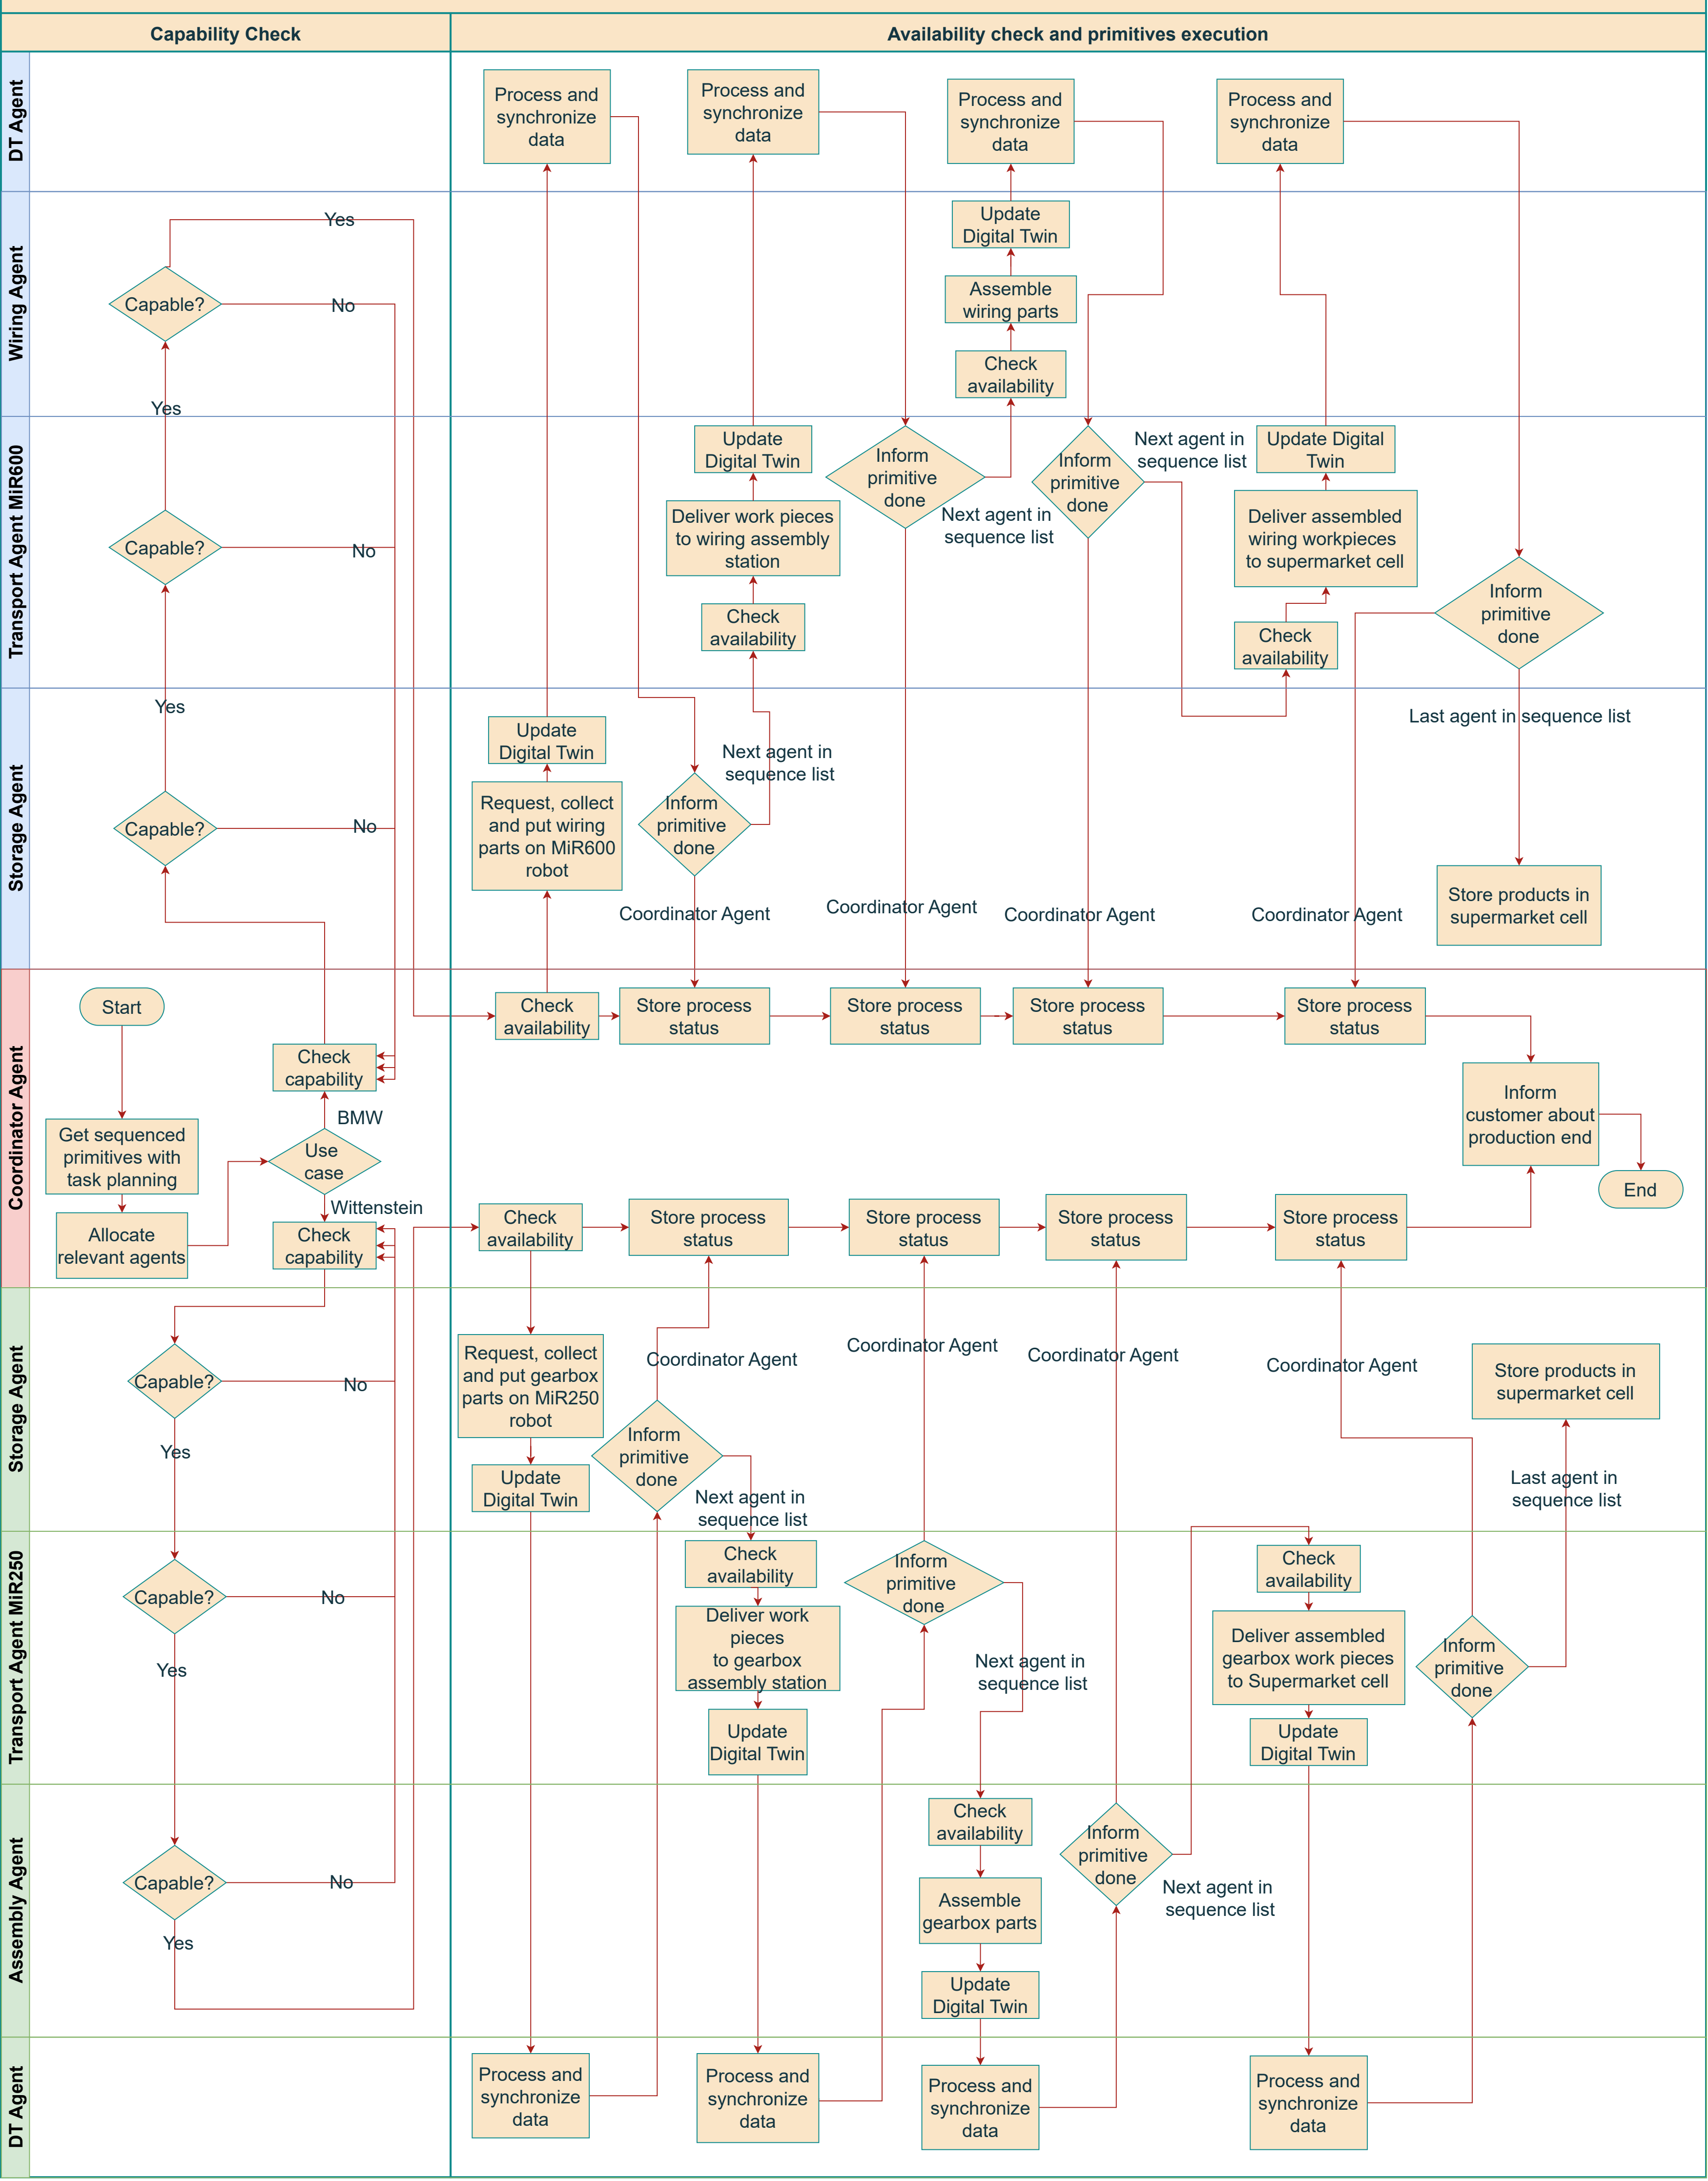 Capability Check
Availability check and primitives execution
DT Agent
Process and
synchronize
data
Process and
synchronize
data
Process and
synchronize
data
Process and
synchronize
data
Wiring Agent
Yes
Capable?
No
Yes
Update
Digital Twin
Assemble
wiring parts
Check
availability
Transport Agent MiR600
Capable?
No
Update
Digital Twin
Deliver work pieces
to wiring assembly
station
Check
availability
Inform
primitive
done
Next agent in
sequence list
Inform
primitive
done
Next agent in
sequence list
Update Digital
Twin
Deliver assembled
wiring workpieces
to supermarket cell
Check
availability
Inform
primitive
done
Storage Agent
Yes
Capable?
No
Update
Digital Twin
Request, collect
and put wiring
parts on MiR600
robot
Next agent in
sequence list
Inform
primitive
done
Coordinator Agent
Coordinator Agent
Coordinator Agent
Coordinator Agent
Last agent in sequence list
Store products in
supermarket cell
Coordinator Agent
Start
Get sequenced
primitives with
task planning
Allocate
relevant agents
Check
capability
BMW
Use
case
Wittenstein
Check
capability
Check
availability
Store process
status
Store process
status
Store process
status
Store process
status
Inform
customer about
production end
End
Check
availability
Store process
status
Store process
status
Store process
status
Store process
status
Storage Agent
Capable?
No
Yes
Request, collect
and put gearbox
parts on MiR250
robot
Update
Digital Twin
Coordinator Agent
Inform
primitive
done
Next agent in
sequence list
Coordinator Agent
Coordinator Agent
Coordinator Agent
Store products in
supermarket cell
Last agent in
sequence list
Transport Agent MiR250
Capable?
No
Yes
Check
availability
Deliver work
pieces
to gearbox
assembly station
Update
Digital Twin
Inform
primitive
done
Next agent in
sequence list
Check
availability
Deliver assembled
gearbox work pieces
to Supermarket cell
Update
Digital Twin
Inform
primitive
done
Assembly Agent
Capable?
No
Yes
Check
availability
Assemble
gearbox parts
Update
Digital Twin
Inform
primitive
done
Next agent in
sequence list
DT Agent
Process and
synchronize
data
Process and
synchronize
data
Process and
synchronize
data
Process and
synchronize
data